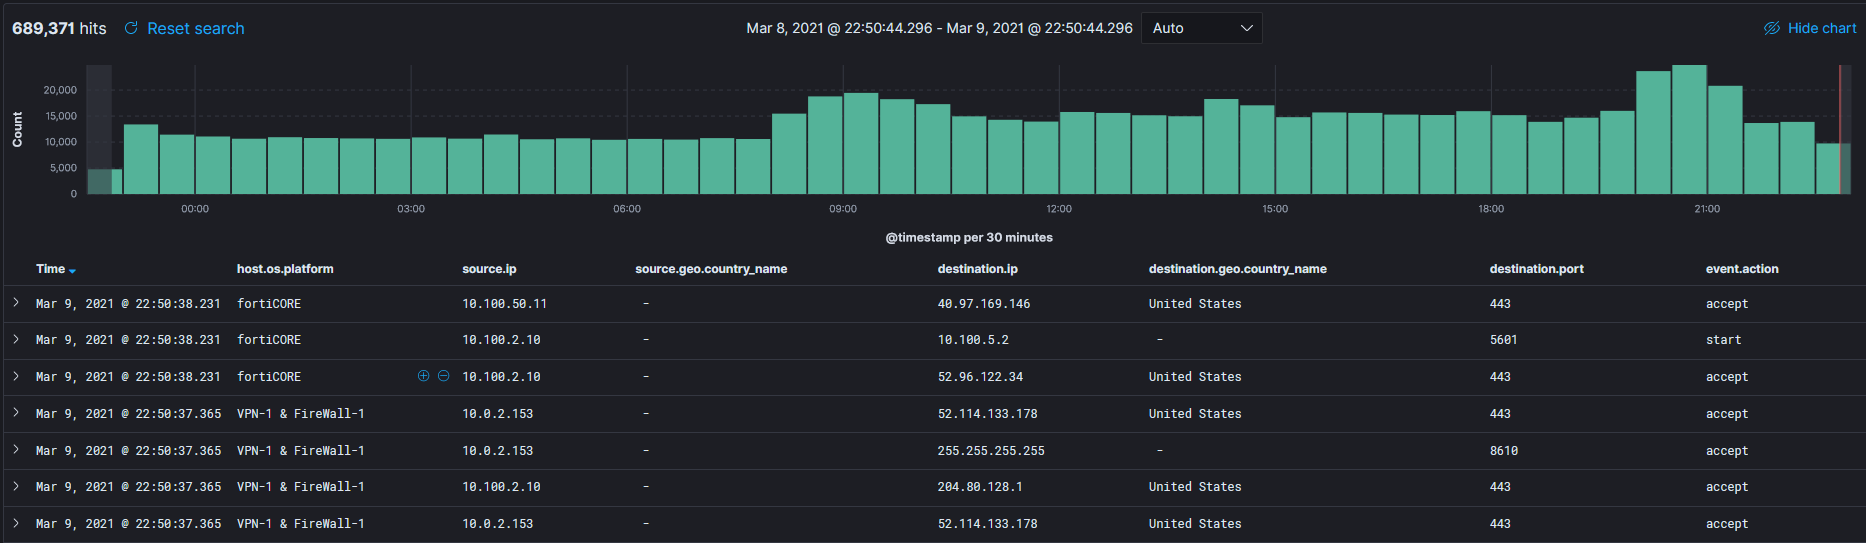 689,371 hits Reset search Mar 8, 2021 @ 22:50:44.296 - Mar 9, 2021 @ 22:50:44.296 Auto Hide chart
Count
20,000
15,000
10,000
5,000
0
00:00 03:00 06:00 09:00 12:00 15:00 18:00 21:00
@timestamp per 30 minutes
Time host.os.platform source.ip source.geo.country_name destination.ip destination.geo.country_name destination.port event.action
Mar 9, 2021 @ 22:50:38.231 fortiCORE 10.100.50.11 - 40.97.169.146 United States 443 accept
Mar 9, 2021 @ 22:50:38.231 fortiCORE 10.100.2.10 - 10.100.5.2 - 5601 start
Mar 9, 2021 @ 22:50:38.231 fortiCORE 10.100.2.10 - 52.96.122.34 United States 443 accept
Mar 9, 2021 @ 22:50:37.365 VPN-1 & FireWall-1 10.0.2.153 - 52.114.133.178 United States 443 accept
Mar 9, 2021 @ 22:50:37.365 VPN-1 & FireWall-1 10.0.2.153 - 255.255.255.255 - 8610 accept
Mar 9, 2021 @ 22:50:37.365 VPN-1 & FireWall-1 10.100.2.10 - 204.80.128.1 United States 443 accept
Mar 9, 2021 @ 22:50:37.365 VPN-1 & FireWall-1 10.0.2.153 - 52.114.133.178 United States 443 accept